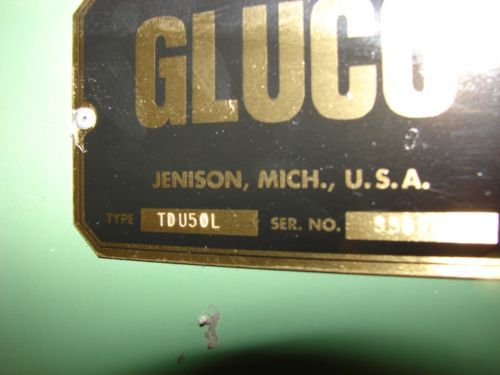 GLUCO
JENISON, MICH., U.S.A.
TYPE TDU50L SER. NO.